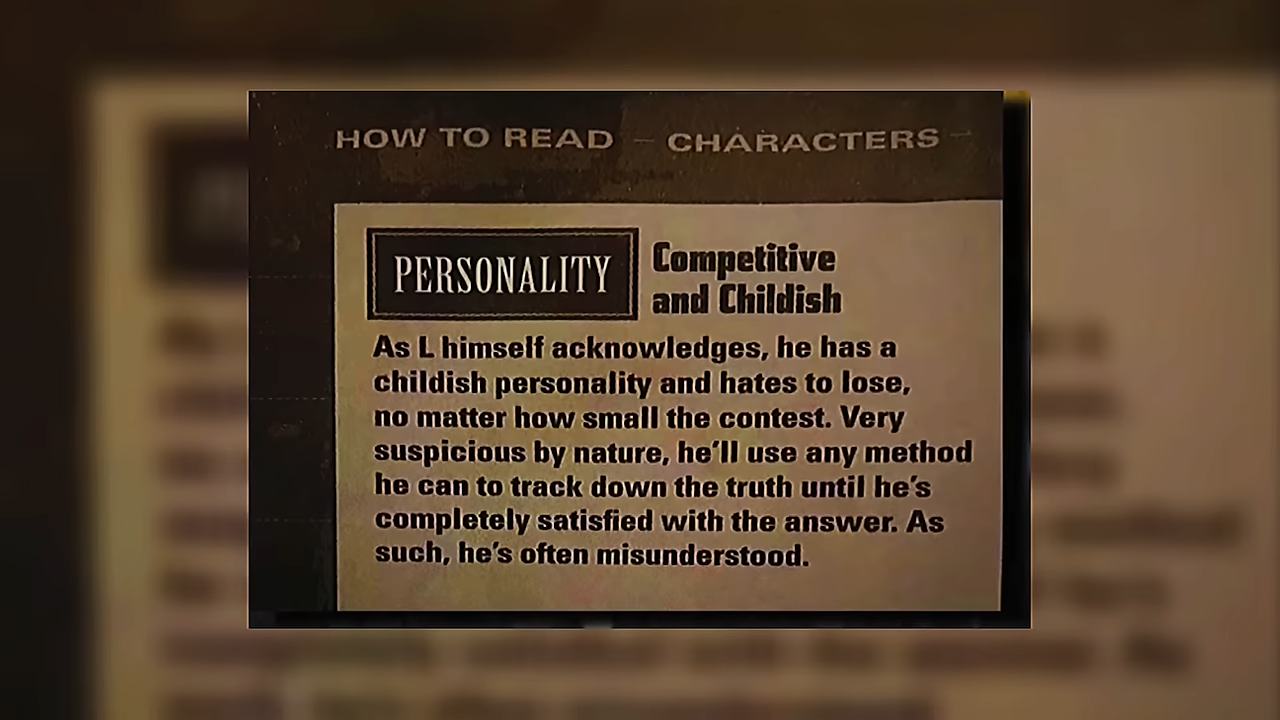 HOW TO READ – CHARACTERS –
PERSONALITY
Competitive
and Childish
As L himself acknowledges, he has a
childish personality and hates to lose,
no matter how small the contest. Very
suspicious by nature, he'll use any method
he can to track down the truth until he's
completely satisfied with the answer. As
such, he's often misunderstood.